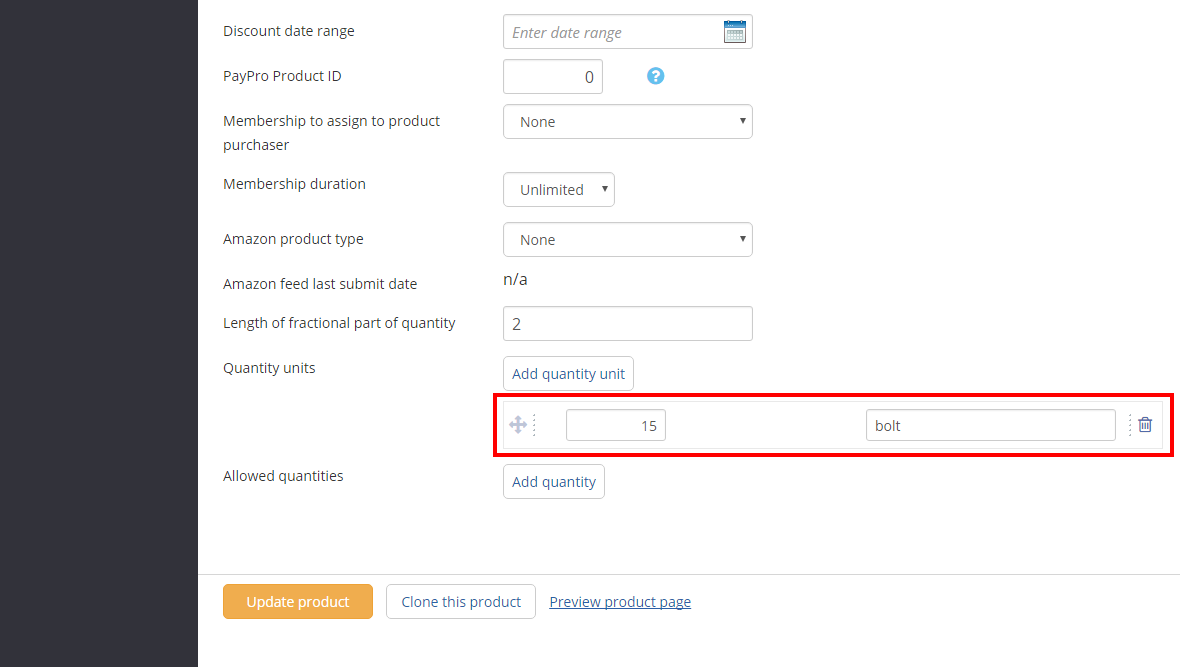 Discount date range
Enter date range
PayPro Product ID
0
?
Membership to assign to product
purchaser
None
Membership duration
Unlimited
Amazon product type
None
Amazon feed last submit date
n/a
Length of fractional part of quantity
2
Quantity units
Add quantity unit
15
bolt
Allowed quantities
Add quantity
Update product
Clone this product
Preview product page